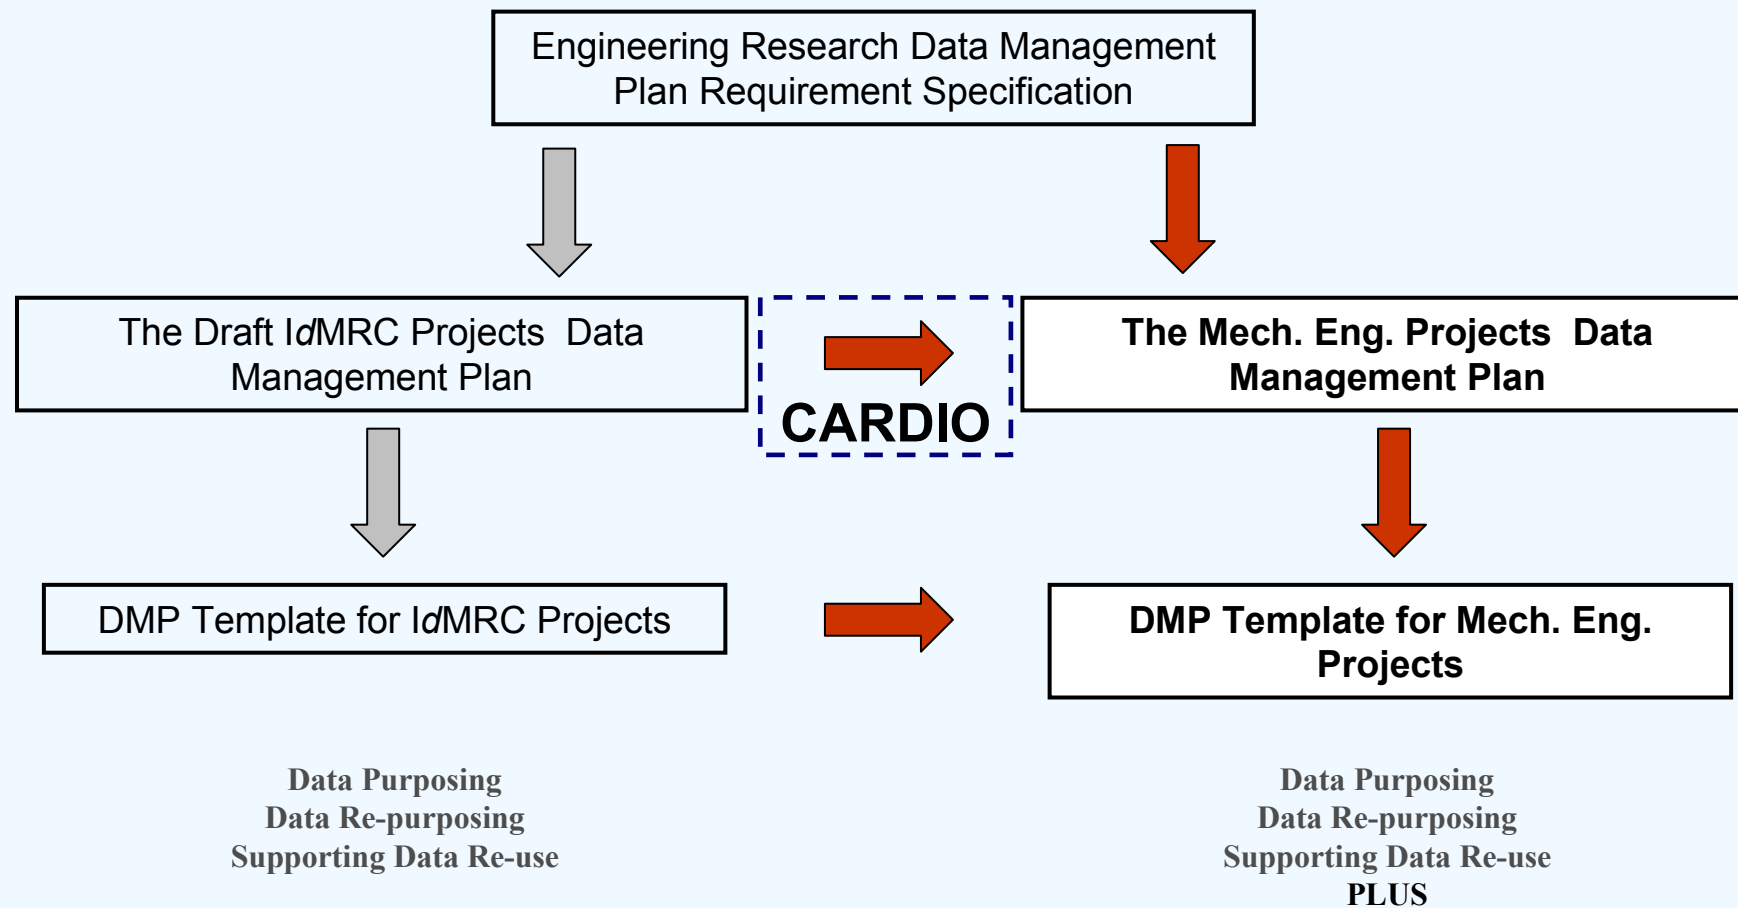 Engineering Research Data Management
Plan Requirement Specification
The Draft IdMRC Projects  Data
Management Plan
CARDIO
The Mech. Eng. Projects  Data
Management Plan
DMP Template for IdMRC Projects
DMP Template for Mech. Eng.
Projects
Data Purposing
Data Re-purposing
Supporting Data Re-use
Data Purposing
Data Re-purposing
Supporting Data Re-use
PLUS